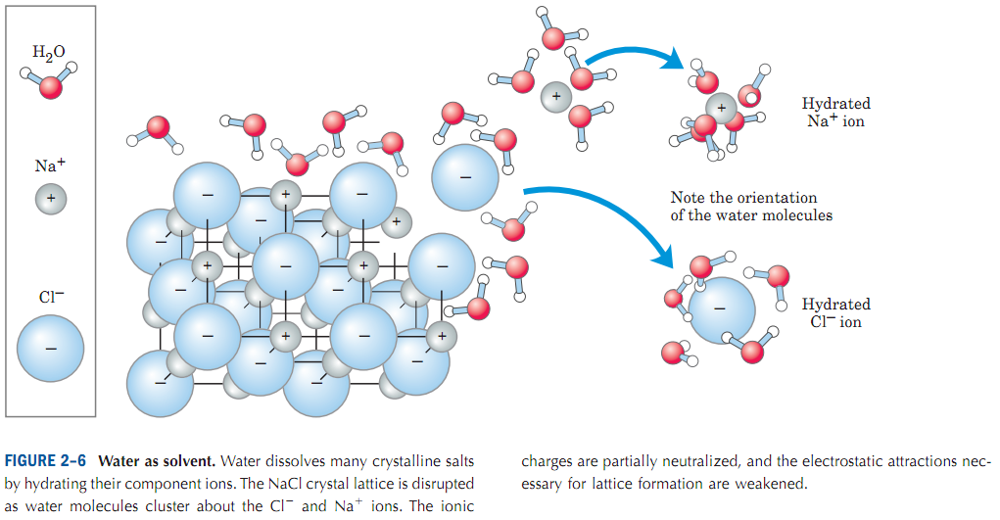 H₂O
Na⁺
+
Cl⁻
−
Hydrated
Na⁺ ion
Note the orientation
of the water molecules
Hydrated
Cl⁻ ion
FIGURE 2–6 Water as solvent. Water dissolves many crystalline salts
by hydrating their component ions. The NaCl crystal lattice is disrupted
as water molecules cluster about the Cl⁻ and Na⁺ ions. The ionic
charges are partially neutralized, and the electrostatic attractions nec-
essary for lattice formation are weakened.